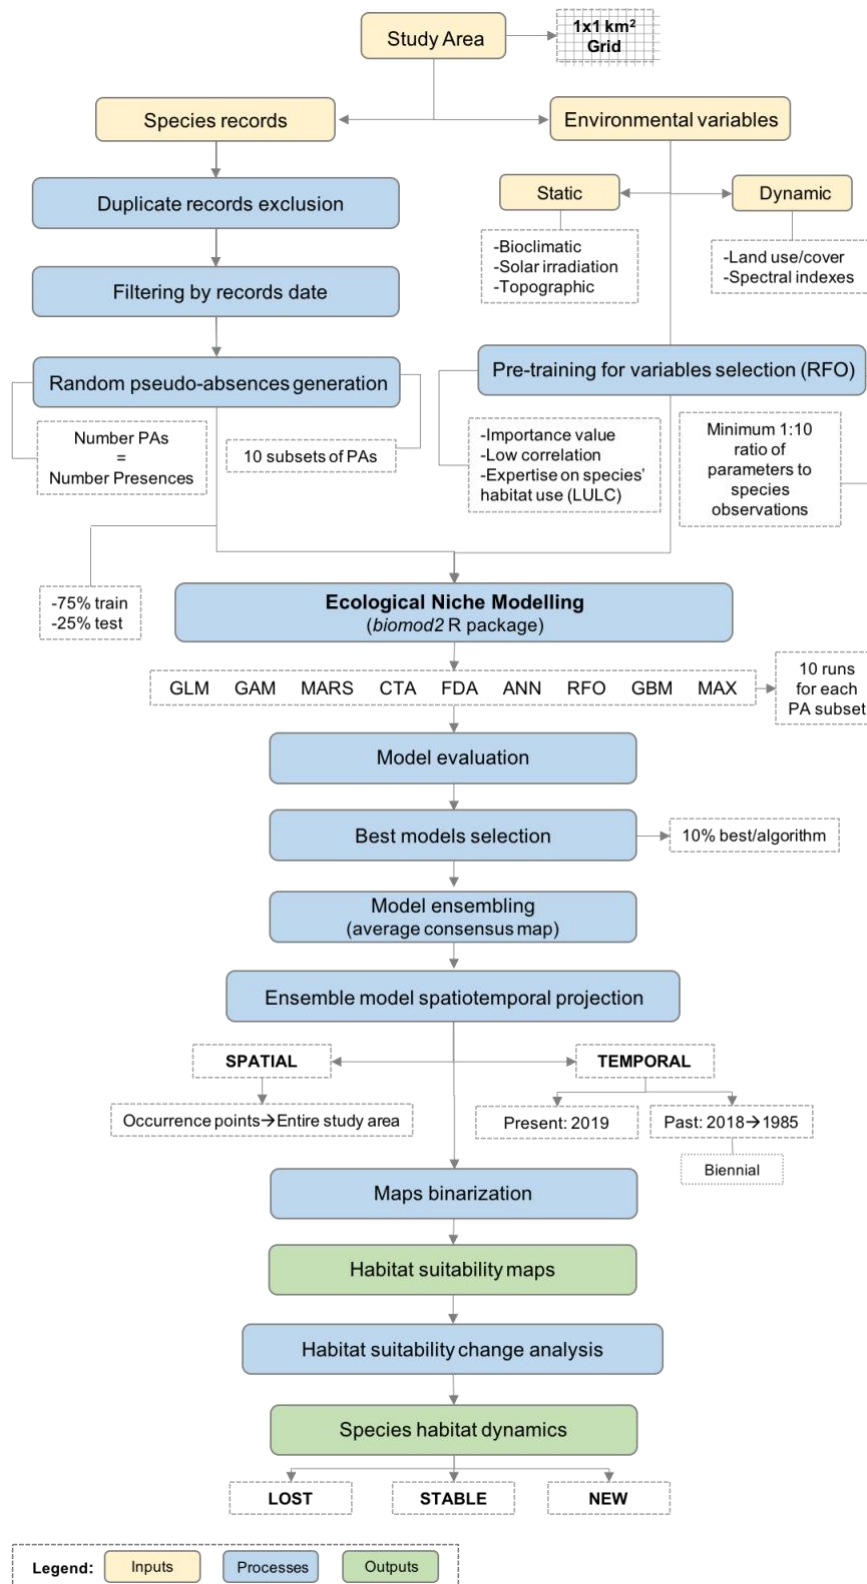 Study Area
1x1 km²
Grid
Species records
Environmental variables
Duplicate records exclusion
Static
Dynamic
-Bioclimatic
-Solar irradiation
-Topographic
-Land use/cover
-Spectral indexes
Filtering by records date
Random pseudo-absences generation
Pre-training for variables selection (RFO)
Number PAs
=
Number Presences
10 subsets of PAs
-Importance value
-Low correlation
-Expertise on species'
habitat use (LULC)
Minimum 1:10
ratio of
parameters to
species
observations
-75% train
-25% test
Ecological Niche Modelling
(biomod2 R package)
GLM GAM MARS CTA FDA ANN RFO GBM MAX
10 runs
for each
PA subset
Model evaluation
Best models selection
10% best/algorithm
Model ensembling
(average consensus map)
Ensemble model spatiotemporal projection
SPATIAL
TEMPORAL
Occurrence points→Entire study area
Present: 2019
Past: 2018→1985
Biennial
Maps binarization
Habitat suitability maps
Habitat suitability change analysis
Species habitat dynamics
LOST
STABLE
NEW
Legend: Inputs Processes Outputs